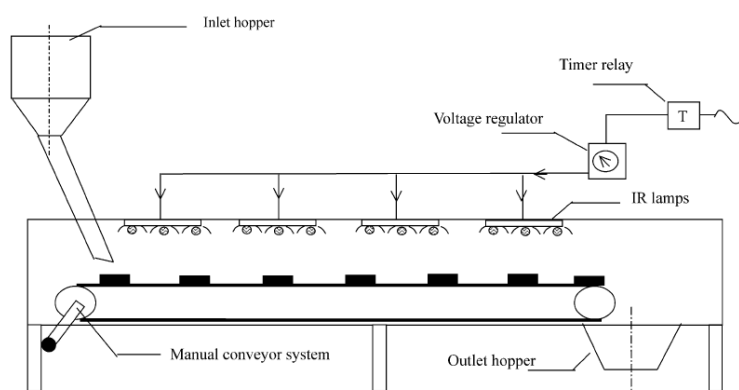 Inlet hopper
Timer relay
T
Voltage regulator
IR lamps
Manual conveyor system
Outlet hopper